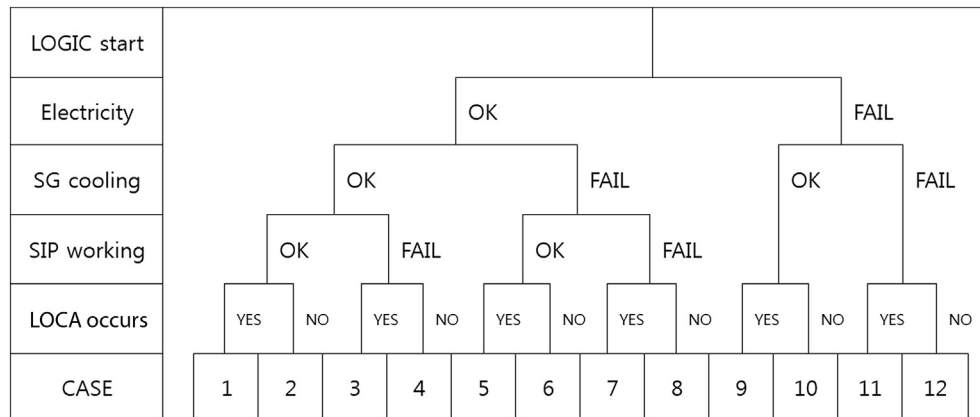 LOGIC start
Electricity OK FAIL
SG cooling OK FAIL OK FAIL
SIP working OK FAIL OK FAIL
LOCA occurs YES NO YES NO YES NO YES NO YES NO YES NO
CASE 1 2 3 4 5 6 7 8 9 10 11 12